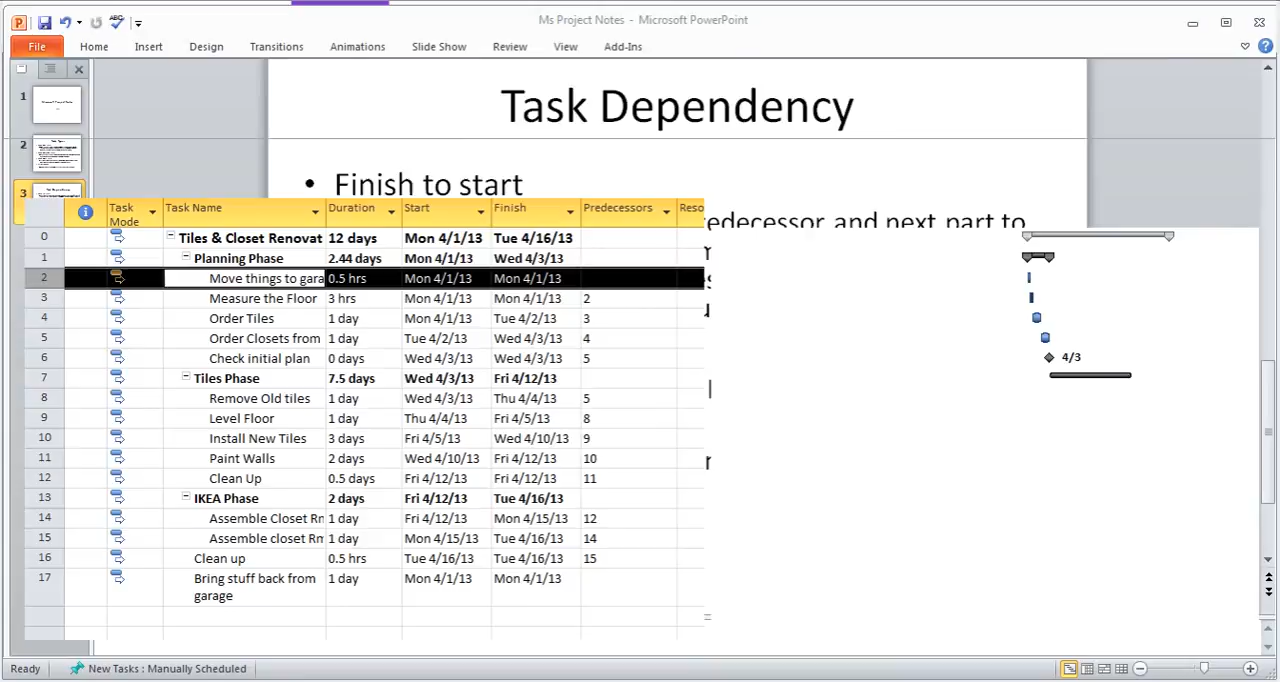 Ms Project Notes - Microsoft PowerPoint
File Home Insert Design Transitions Animations Slide Show Review View Add-Ins
1
2
3
Task Dependency
• Finish to start
redecessor and next part to
Task Mode Task Name Duration Start Finish Predecessors Reso
0 Tiles & Closet Renovat 12 days Mon 4/1/13 Tue 4/16/13
1 Planning Phase 2.44 days Mon 4/1/13 Wed 4/3/13
2 Move things to gara 0.5 hrs Mon 4/1/13 Mon 4/1/13
3 Measure the Floor 3 hrs Mon 4/1/13 Mon 4/1/13 2
4 Order Tiles 1 day Mon 4/1/13 Tue 4/2/13 3
5 Order Closets from 1 day Tue 4/2/13 Wed 4/3/13 4
6 Check initial plan 0 days Wed 4/3/13 Wed 4/3/13 5
4/3
7 Tiles Phase 7.5 days Wed 4/3/13 Fri 4/12/13
8 Remove Old tiles 1 day Wed 4/3/13 Thu 4/4/13 5
9 Level Floor 1 day Thu 4/4/13 Fri 4/5/13 8
10 Install New Tiles 3 days Fri 4/5/13 Wed 4/10/13 9
11 Paint Walls 2 days Wed 4/10/13 Fri 4/12/13 10
12 Clean Up 0.5 days Fri 4/12/13 Fri 4/12/13 11
13 IKEA Phase 2 days Fri 4/12/13 Tue 4/16/13
14 Assemble Closet Rn 1 day Fri 4/12/13 Mon 4/15/13 12
15 Assemble closet Rm 1 day Mon 4/15/13 Tue 4/16/13 14
16 Clean up 0.5 hrs Tue 4/16/13 Tue 4/16/13 15
17 Bring stuff back from 1 day Mon 4/1/13 Mon 4/1/13
garage
Ready New Tasks : Manually Scheduled